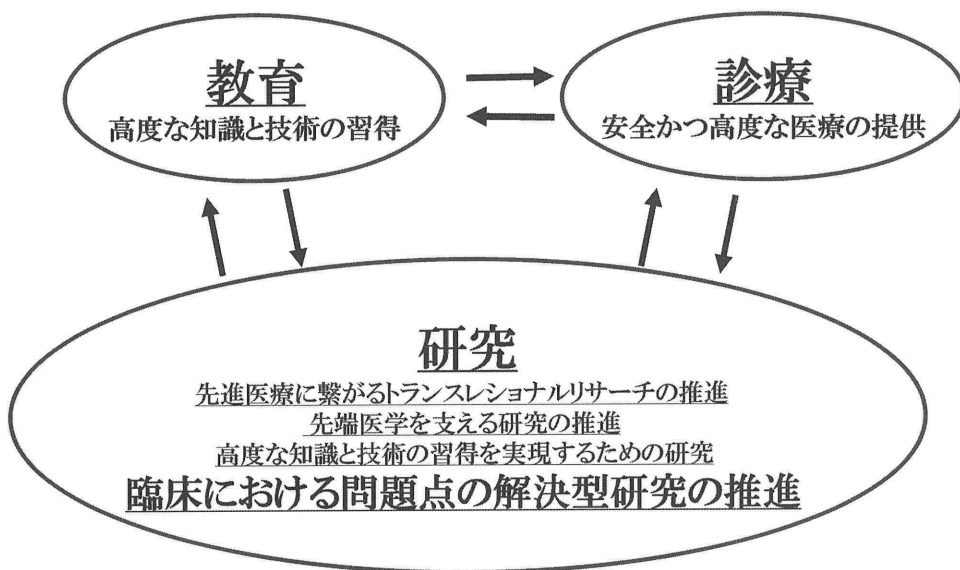 教育
高度な知識と技術の習得
診療
安全かつ高度な医療の提供
研究
先進医療に繋がるトランスレショナルリサーチの推進
先端医学を支える研究の推進
高度な知識と技術の習得を実現するための研究
臨床における問題点の解決型研究の推進